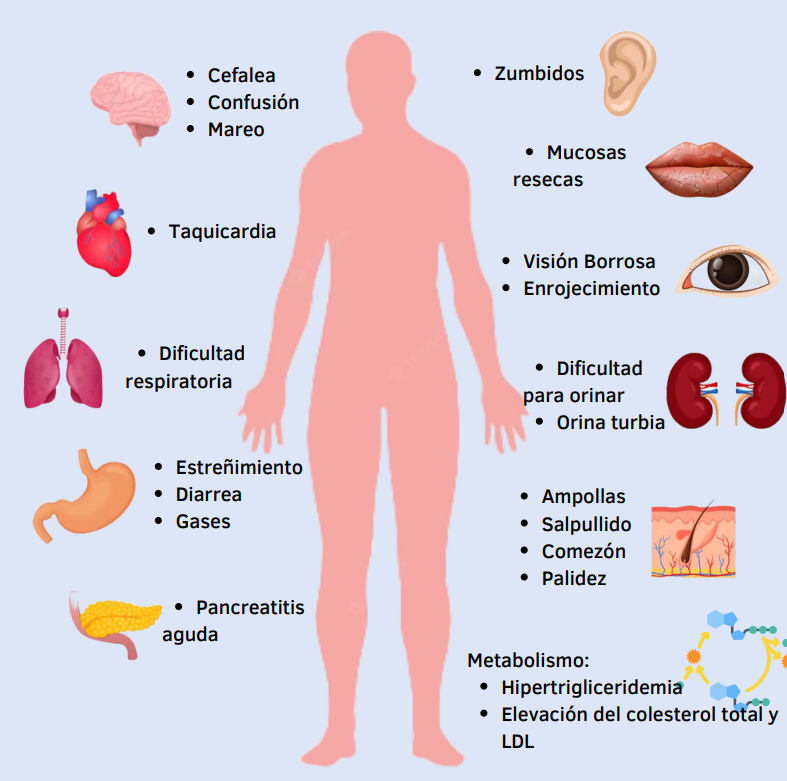 • Cefalea
• Confusión
• Mareo
• Taquicardia
• Dificultad
respiratoria
• Estreñimiento
• Diarrea
• Gases
• Pancreatitis
aguda
• Zumbidos
• Mucosas
resecas
• Visión Borrosa
• Enrojecimiento
• Dificultad
para orinar
• Orina turbia
• Ampollas
• Salpullido
• Comezón
• Palidez
Metabolismo:
• Hipertrigliceridemia
• Elevación del colesterol total y
LDL